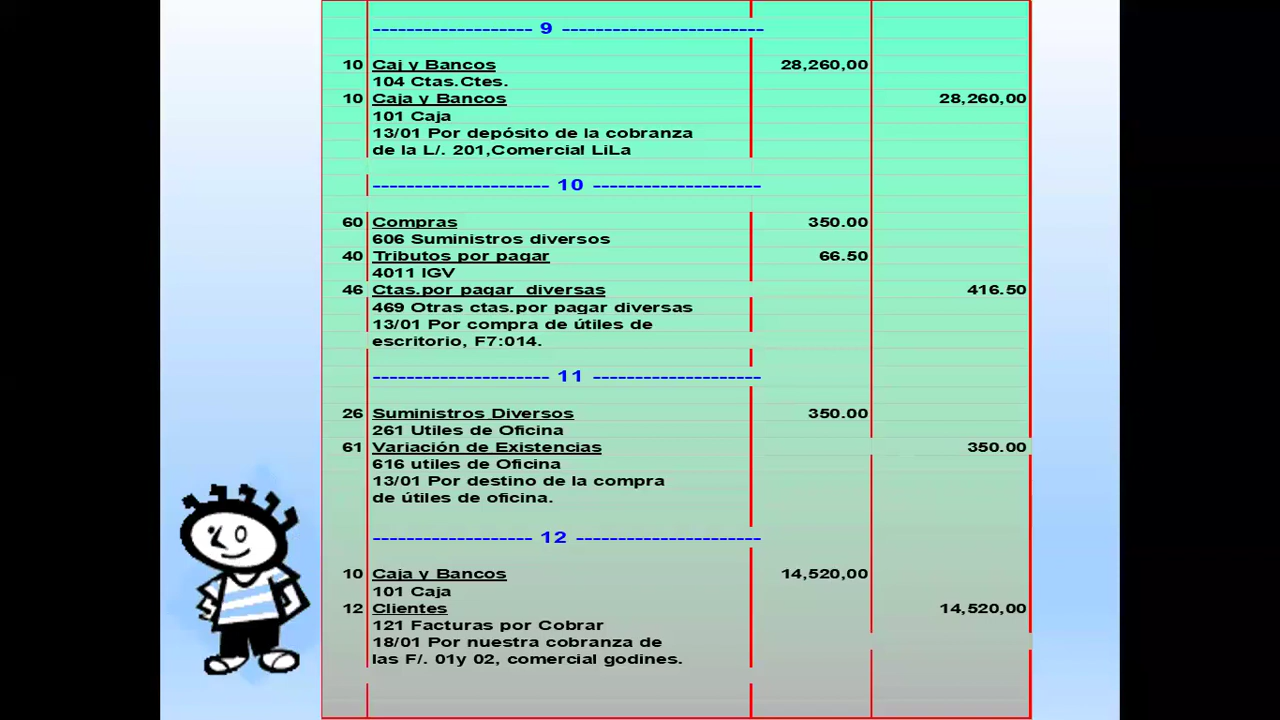 ------------------- 9 ------------------------
10 Caj y Bancos 28,260,00
104 Ctas.Ctes.
10 Caja y Bancos 28,260,00
101 Caja
13/01 Por depósito de la cobranza
de la L/. 201,Comercial LiLa
--------------------- 10 --------------------
60 Compras 350.00
606 Suministros diversos
40 Tributos por pagar 66.50
4011 IGV
46 Ctas.por pagar diversas 416.50
469 Otras ctas.por pagar diversas
13/01 Por compra de útiles de
escritorio, F7:014.
--------------------- 11 --------------------
26 Suministros Diversos 350.00
261 Utiles de Oficina
61 Variación de Existencias 350.00
616 utiles de Oficina
13/01 Por destino de la compra
de útiles de oficina.
------------------- 12 ----------------------
10 Caja y Bancos 14,520,00
101 Caja
12 Clientes 14,520,00
121 Facturas por Cobrar
18/01 Por nuestra cobranza de
las F/. 01y 02, comercial godines.